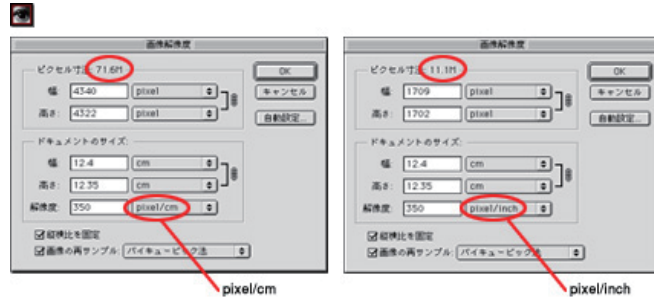 画像解像度
ピクセル寸法: 71.6M
OK
幅: 4340 pixel
キャンセル
高さ: 4322 pixel
自動設定...
ドキュメントのサイズ:
幅: 12.4 cm
高さ: 12.35 cm
解像度: 350 pixel/cm
縦横比を固定
画像の再サンプル: バイキュービック法
pixel/cm
画像解像度
ピクセル寸法: 11.1M
OK
幅: 1709 pixel
キャンセル
高さ: 1702 pixel
自動設定...
ドキュメントのサイズ:
幅: 12.4 cm
高さ: 12.35 cm
解像度: 350 pixel/inch
縦横比を固定
画像の再サンプル: バイキュービック法
pixel/inch